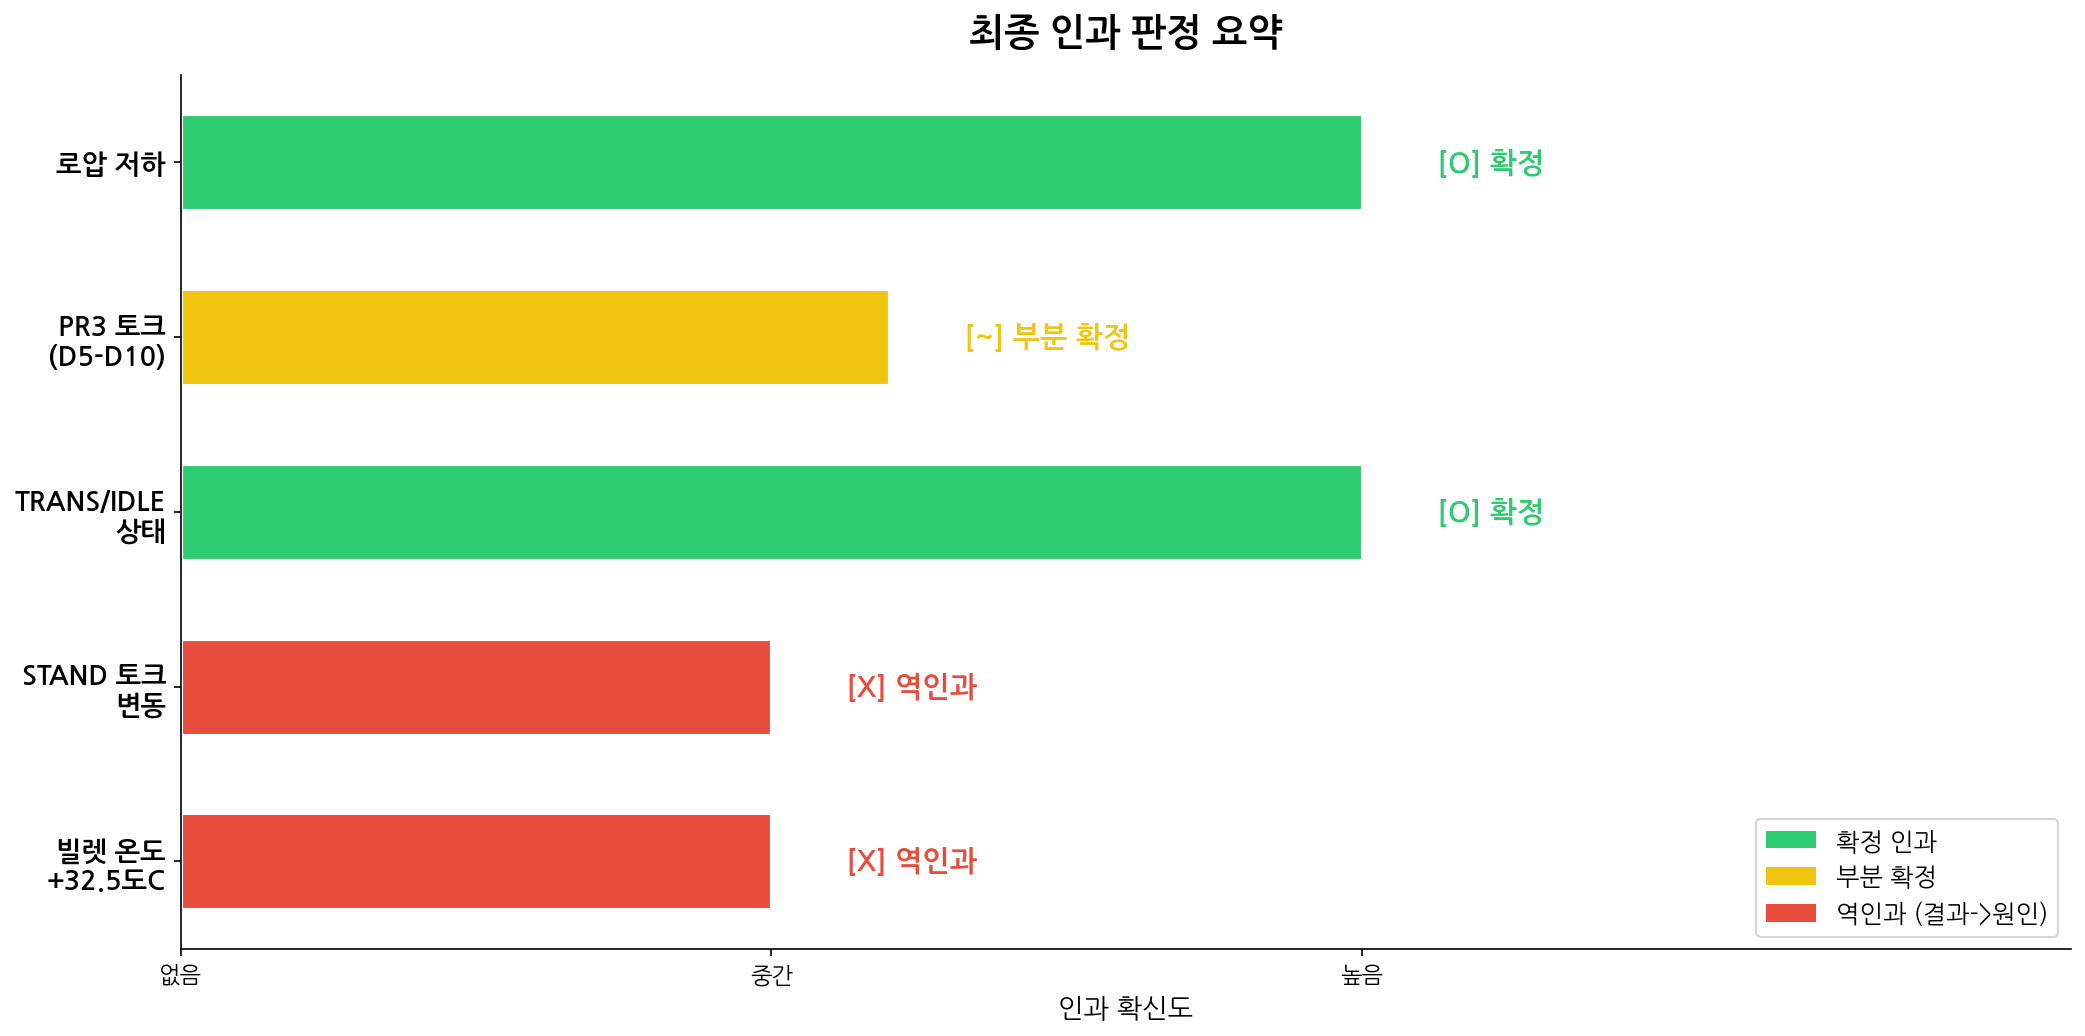 최종 인과 판정 요약
로압 저하
[O] 확정
PR3 토크
(D5-D10)
[~] 부분 확정
TRANS/IDLE
상태
[O] 확정
STAND 토크
변동
[X] 역인과
빌렛 온도
+32.5도C
[X] 역인과
확정 인과
부분 확정
역인과 (결과->원인)
없음
중간
높음
인과 확신도